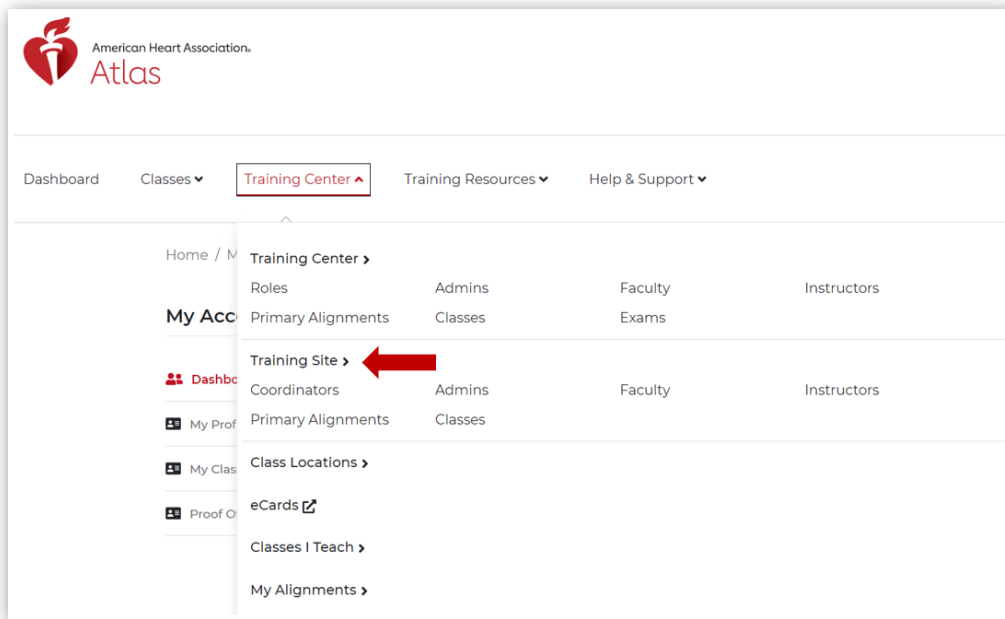 American Heart Association®
Atlas
Dashboard Classes Training Center Training Resources Help & Support
Home / M
Training Center
Roles Admins Faculty Instructors
My Acc
Primary Alignments Classes Exams
Training Site
Dashbo
Coordinators Admins Faculty Instructors
My Prof
Primary Alignments Classes
Class Locations
My Clas
eCards
Proof O
Classes I Teach
My Alignments